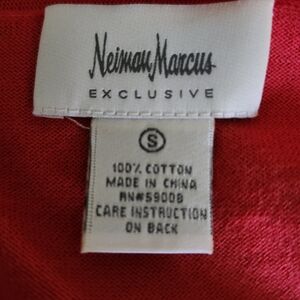 Neiman Marcus
EXCLUSIVE
S
100% COTTON
MADE IN CHINA
RN#59008
CARE INSTRUCTION
ON BACK